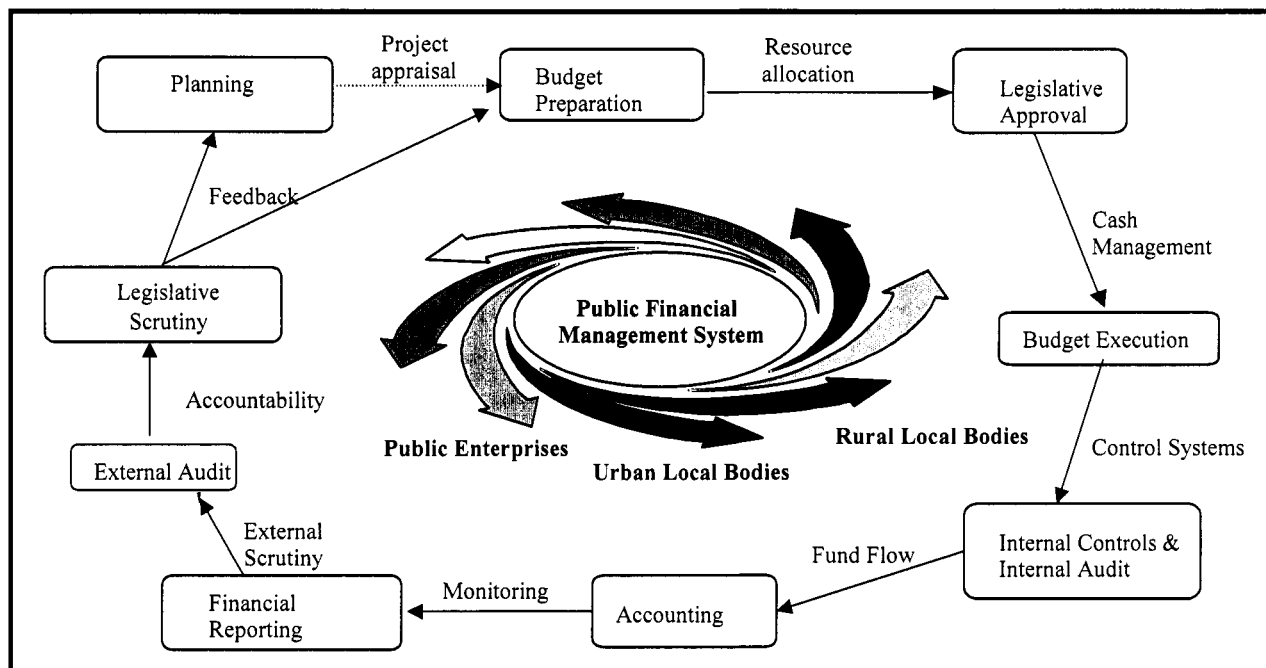 Project
appraisal
Resource
allocation
Planning
Budget
Preparation
Legislative
Approval
Feedback
Cash
Management
Legislative
Scrutiny
Public Financial
Management System
Budget Execution
Accountability
Public Enterprises
Urban Local Bodies
Rural Local Bodies
Control Systems
External Audit
External
Scrutiny
Internal Controls &
Internal Audit
Fund Flow
Monitoring
Accounting
Financial
Reporting